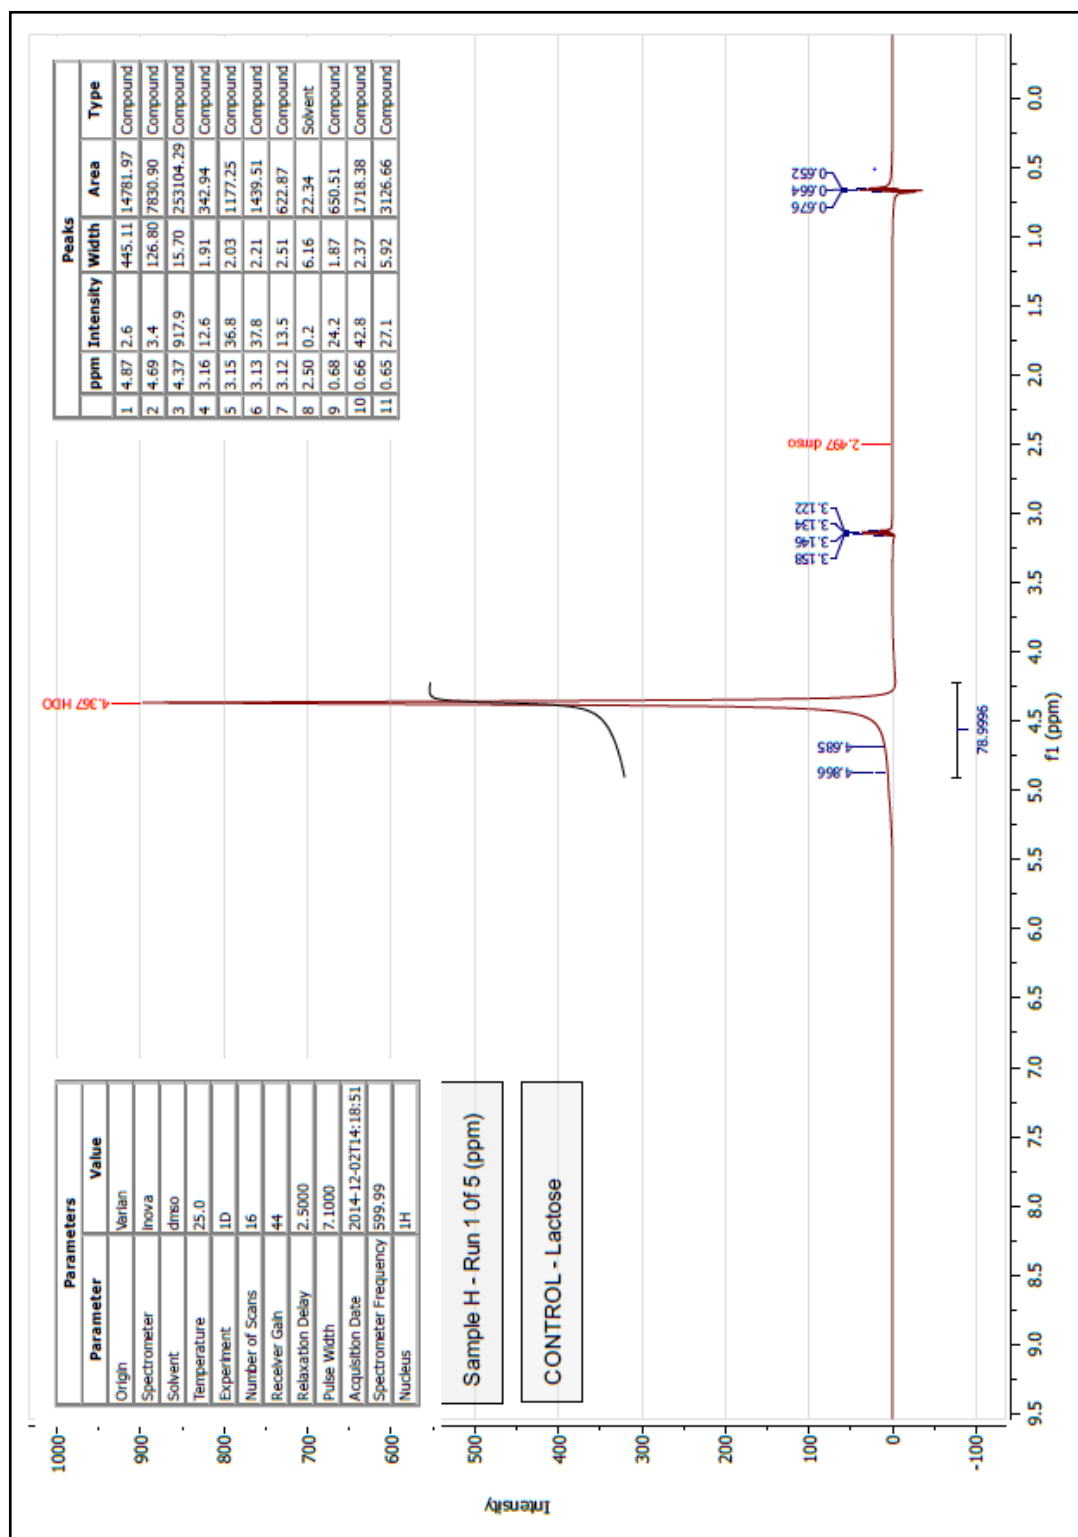 Parameters
Parameter Value
Origin Varian
Spectrometer inova
Solvent dmso
Temperature 25.0
Experiment 1D
Number of Scans 16
Receiver Gain 44
Relaxation Delay 2.5000
Pulse Width 7.1000
Acquisition Date 2014-12-02T14:18:51
Spectrometer Frequency 599.99
Nucleus 1H
Sample H - Run 1 0f 5 (ppm)
CONTROL - Lactose
Peaks
ppm Intensity Width Area Type
1 4.87 2.6 445.11 14781.97 Compound
2 4.69 3.4 126.80 7830.90 Compound
3 4.37 917.9 15.70 253104.29 Compound
4 3.16 12.6 1.91 342.94 Compound
5 3.15 36.8 2.03 1177.25 Compound
6 3.13 37.8 2.21 1439.51 Compound
7 3.12 13.5 2.51 622.87 Compound
8 2.50 0.2 6.16 22.34 Solvent
9 0.68 24.2 1.87 650.51 Compound
10 0.66 42.8 2.37 1718.38 Compound
11 0.65 27.1 5.92 3126.66 Compound
4.866
4.685
4.367 HDO
3.158
3.146
3.134
3.122
2.497 dmso
0.676
0.664
0.652
78.9996
1000
900
800
700
600
500
400
300
200
100
0
-100
Intensity
9.5 9.0 8.5 8.0 7.5 7.0 6.5 6.0 5.5 5.0 4.5 4.0 3.5 3.0 2.5 2.0 1.5 1.0 0.5 0.0
f1 (ppm)